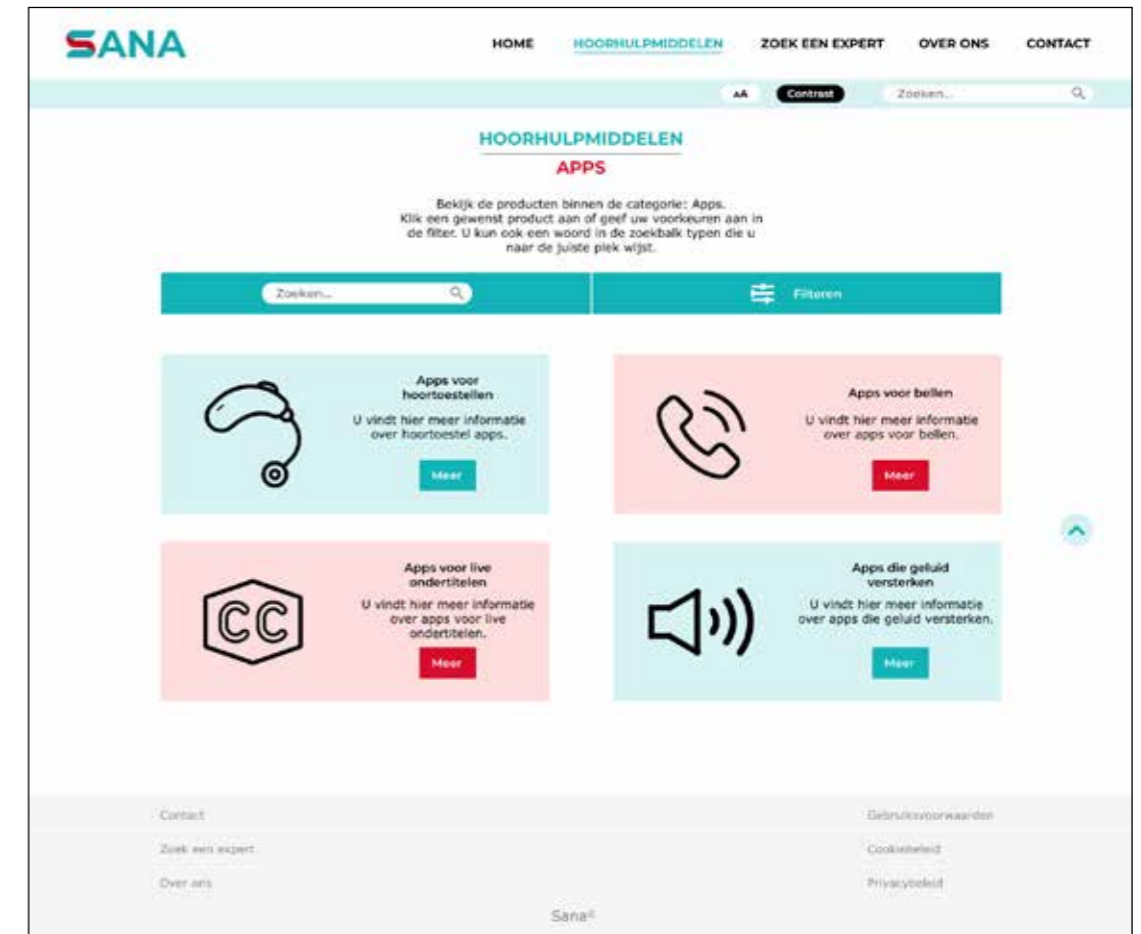 SANA
HOME HOORHULPMIDDELEN ZOEK EEN EXPERT OVER ONS CONTACT
AA Contrast Zoeken...
HOORHULPMIDDELEN
APPS
Bekijk de producten binnen de categorie: Apps.
Klik een gewenst product aan of geef uw voorkeuren aan in
de filter. U kun ook een woord in de zoekbalk typen die u
naar de juiste plek wijst.
Zoeken... Filteren
Apps voor
hoortoestellen
U vindt hier meer informatie
over hoortoestel apps.
Meer
Apps voor bellen
U vindt hier meer informatie
over apps voor bellen.
Meer
CC
Apps voor live
ondertitelen
U vindt hier meer informatie
over apps voor live
ondertitelen.
Meer
Apps die geluid
versterken
U vindt hier meer informatie
over apps die geluid versterken.
Meer
Contact
Zoek een expert
Over ons
Gebruiksvoorwaarden
Cookiebeleid
Privacybeleid
Sana©